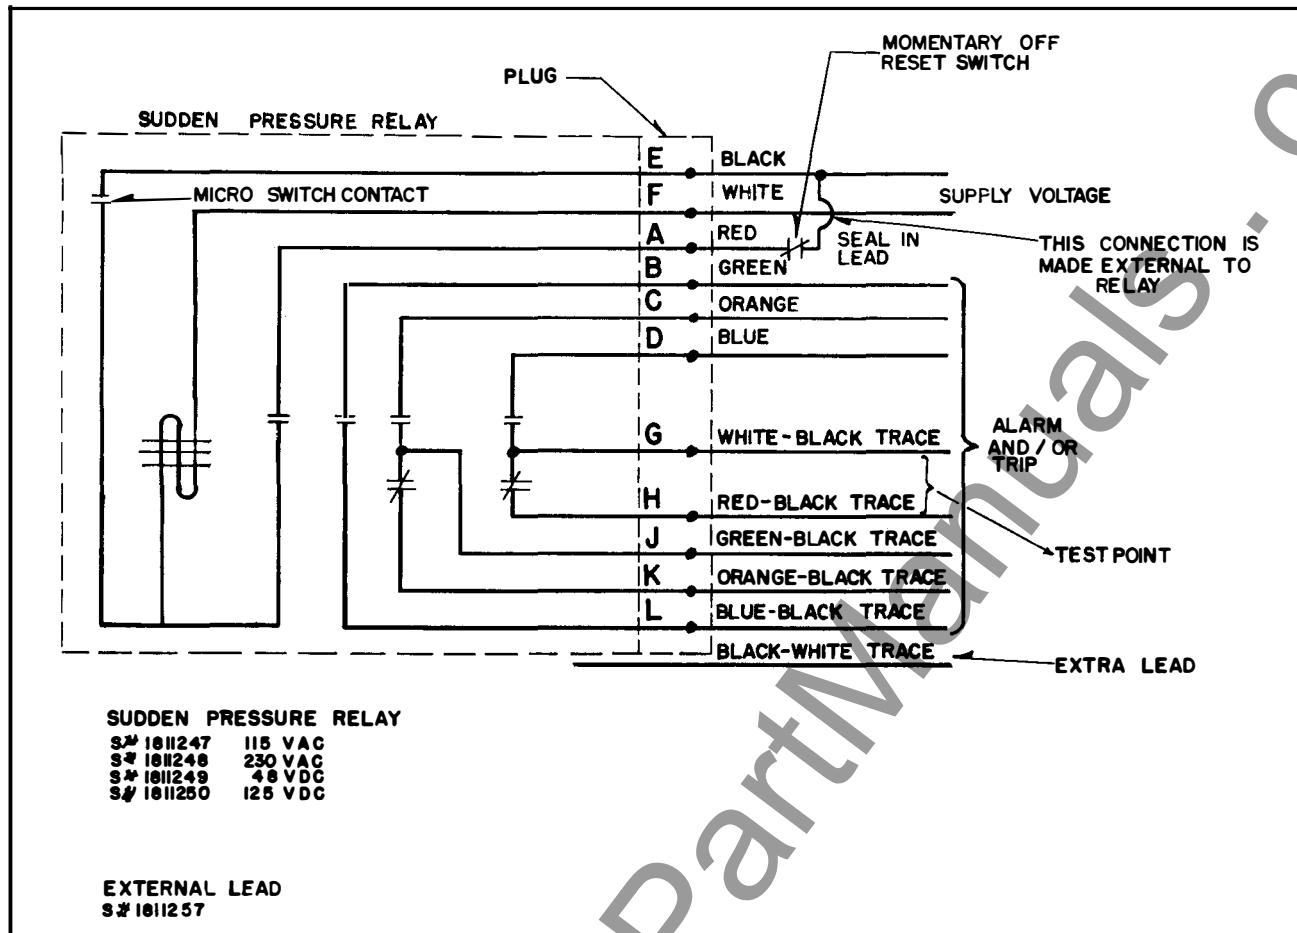 MOMENTARY OFF
RESET SWITCH
PLUG
SUDDEN PRESSURE RELAY
E BLACK
MICRO SWITCH CONTACT
F WHITE
SUPPLY VOLTAGE
A RED
SEAL IN
LEAD
THIS CONNECTION IS
MADE EXTERNAL TO
RELAY
B GREEN
C ORANGE
D BLUE
G WHITE-BLACK TRACE
ALARM
AND/OR
TRIP
H RED-BLACK TRACE
J GREEN-BLACK TRACE
TEST POINT
K ORANGE-BLACK TRACE
L BLUE-BLACK TRACE
BLACK-WHITE TRACE
EXTRA LEAD
SUDDEN PRESSURE RELAY
S# 1811247 115 VAC
S# 1811248 230 VAC
S# 1811249 48 VDC
S# 1811250 125 VDC
EXTERNAL LEAD
S# 1811257
PartManuals.